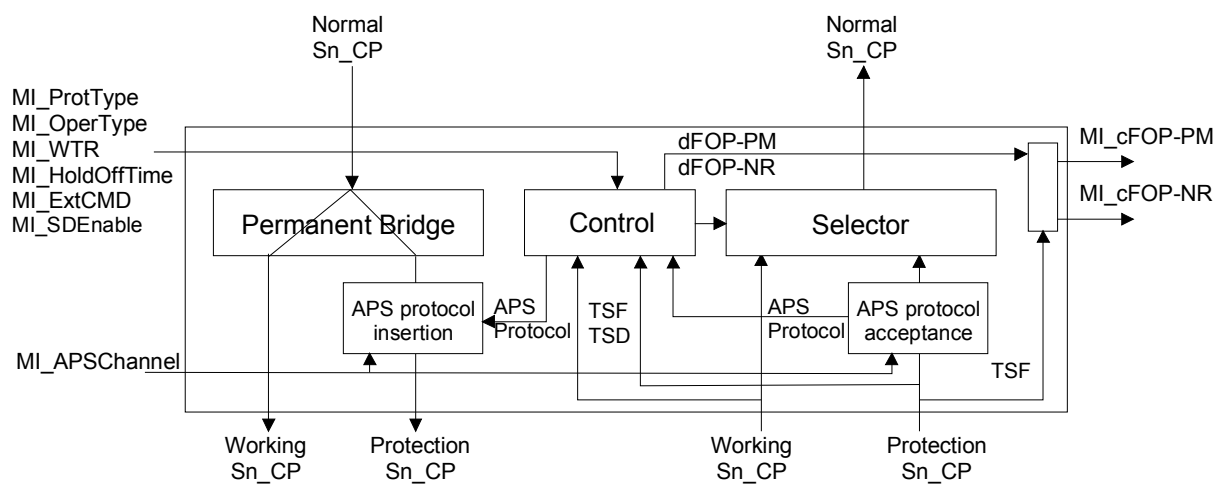 Normal
Sn_CP
Normal
Sn_CP
MI_ProtType
MI_OperType
MI_WTR
MI_HoldOffTime
MI_ExtCMD
MI_SDEnable
dFOP-PM
dFOP-NR
MI_cFOP-PM
MI_cFOP-NR
Permanent Bridge
Control
Selector
APS protocol
insertion
APS
Protocol
TSF
TSD
APS
Protocol
APS protocol
acceptance
MI_APSChannel
TSF
Working
Sn_CP
Protection
Sn_CP
Working
Sn_CP
Protection
Sn_CP